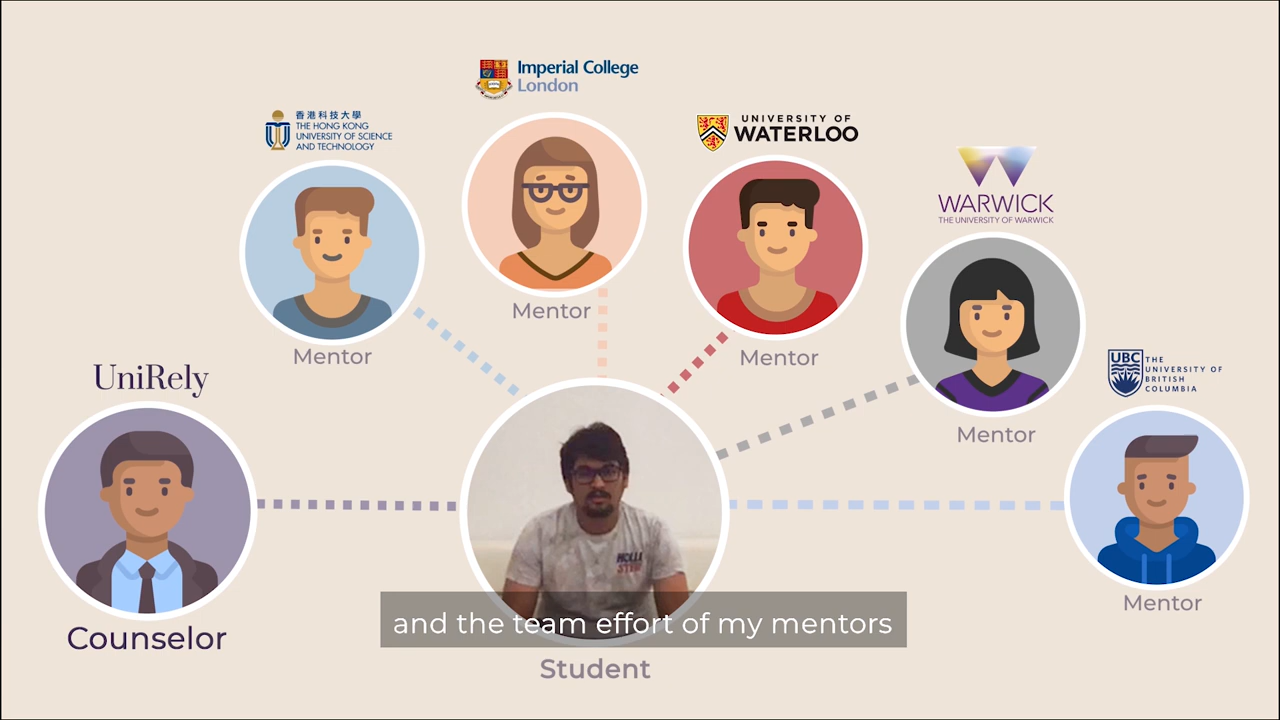 Imperial College
London
香港科技大學
THE HONG KONG
UNIVERSITY OF SCIENCE
AND TECHNOLOGY
UNIVERSITY OF
WATERLOO
WARWICK
THE UNIVERSITY OF WARWICK
Mentor
Mentor
Mentor
UBC
THE
UNIVERSITY OF
BRITISH
COLUMBIA
UniRely
Mentor
HOLLI
Mentor
Counselor
and the team effort of my mentors
Student